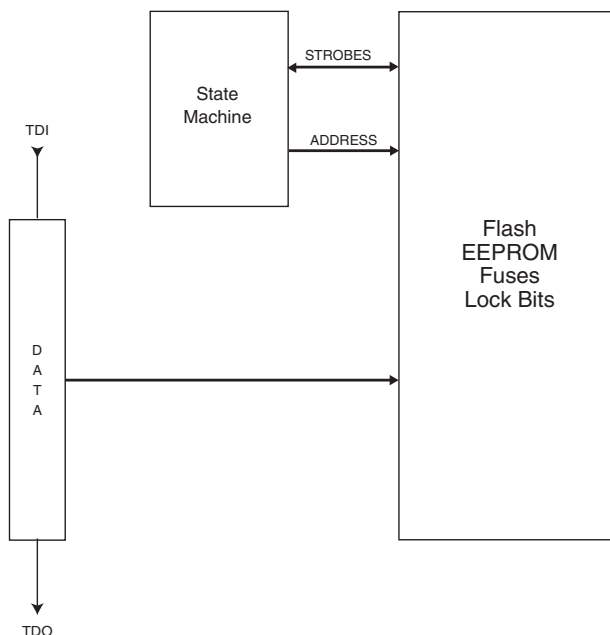 STROBES
State
Machine
ADDRESS
TDI
Flash
EEPROM
Fuses
Lock Bits
D
A
T
A
TDO